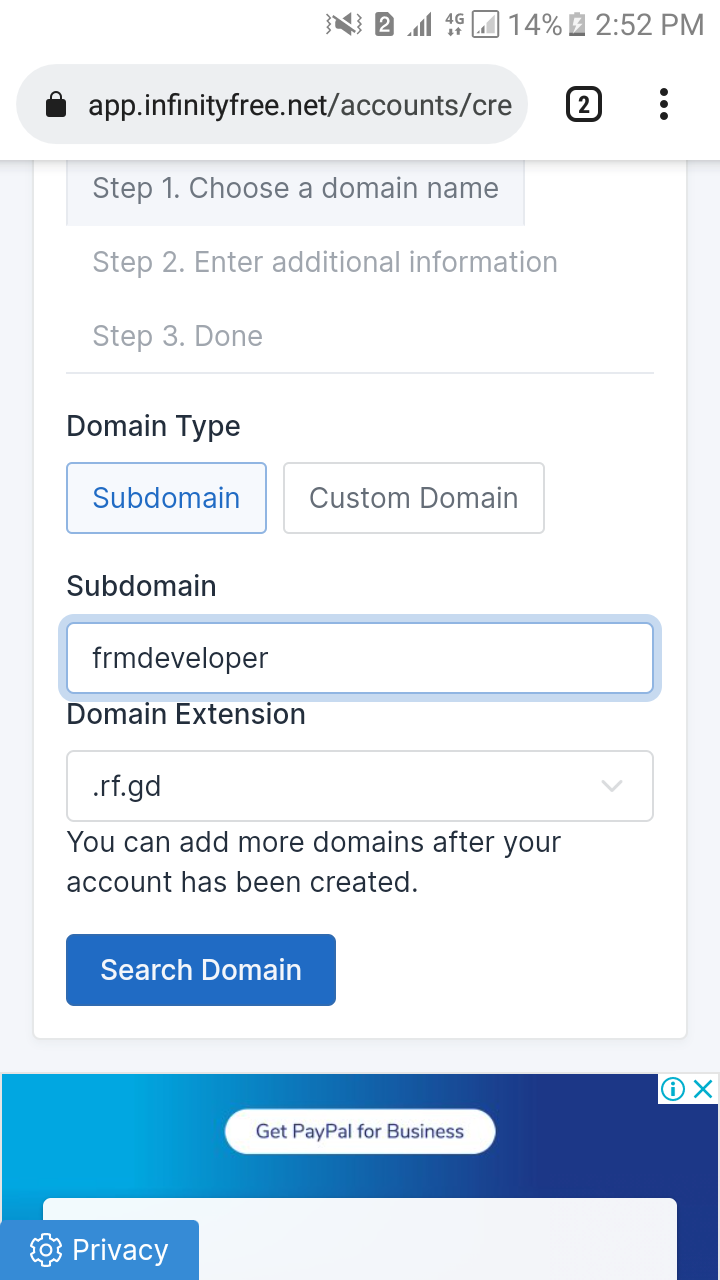 2 4G 14% 2:52 PM
app.infinityfree.net/accounts/cre 2
Step 1. Choose a domain name
Step 2. Enter additional information
Step 3. Done
Domain Type
Subdomain Custom Domain
Subdomain
frmdeveloper
Domain Extension
.rf.gd
You can add more domains after your
account has been created.
Search Domain
Get PayPal for Business
Privacy